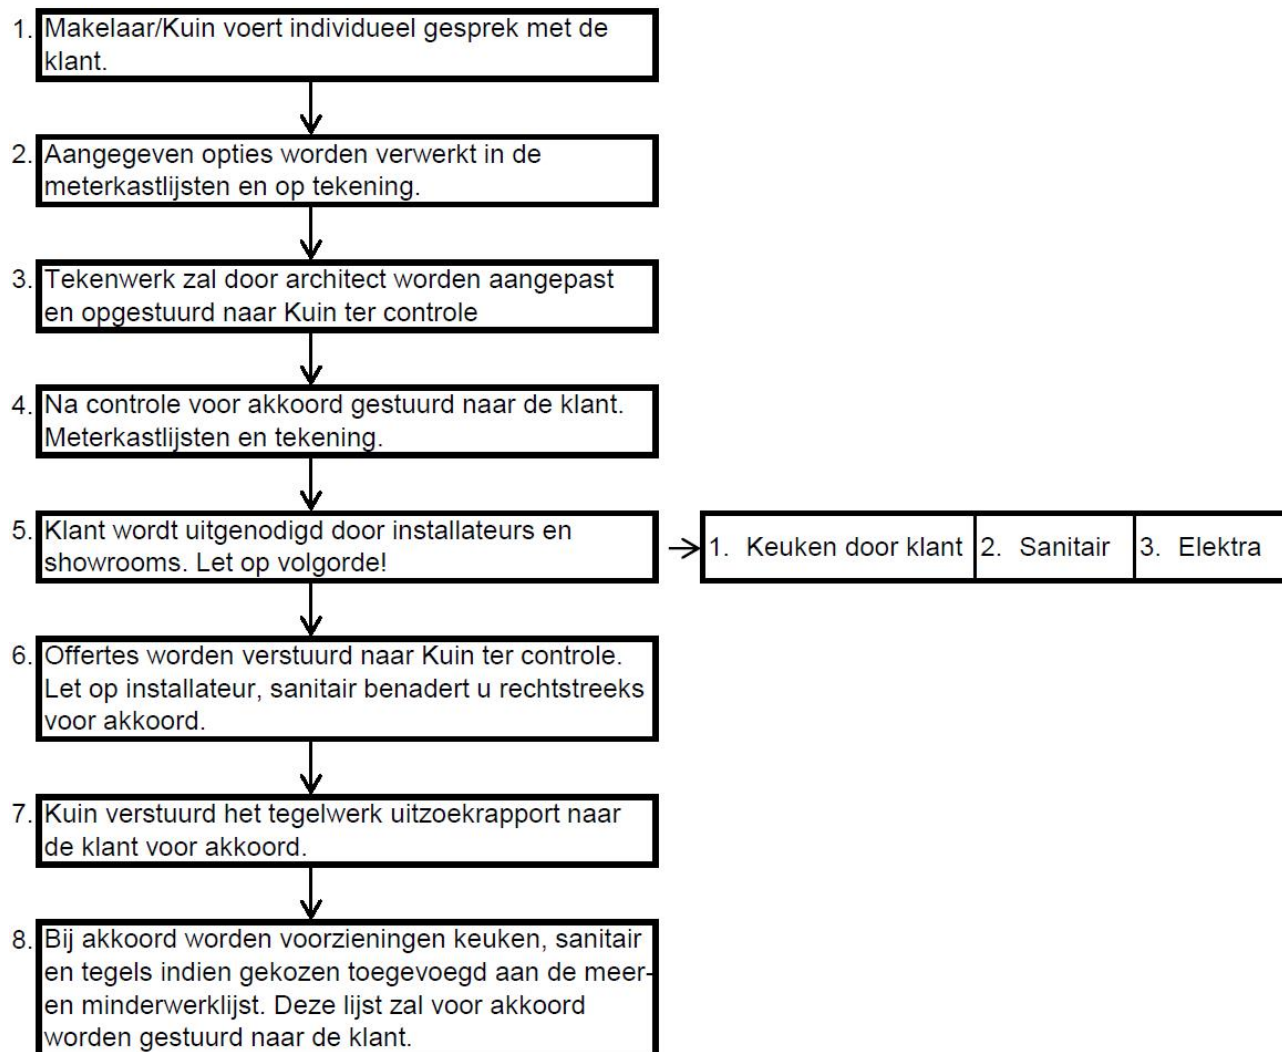 1. Makelaar/Kuin voert individueel gesprek met de
klant.
2. Aangegeven opties worden verwerkt in de
meterkastlijsten en op tekening.
3. Tekenwerk zal door architect worden aangepast
en opgestuurd naar Kuin ter controle
4. Na controle voor akkoord gestuurd naar de klant.
Meterkastlijsten en tekening.
5. Klant wordt uitgenodigd door installateurs en
showrooms. Let op volgorde!
1. Keuken door klant 2. Sanitair 3. Elektra
6. Offertes worden verstuurd naar Kuin ter controle.
Let op installateur, sanitair benadert u rechtstreeks
voor akkoord.
7. Kuin verstuurd het tegelwerk uitzoekrapport naar
de klant voor akkoord.
8. Bij akkoord worden voorzieningen keuken, sanitair
en tegels indien gekozen toegevoegd aan de meer-
en minderwerklijst. Deze lijst zal voor akkoord
worden gestuurd naar de klant.